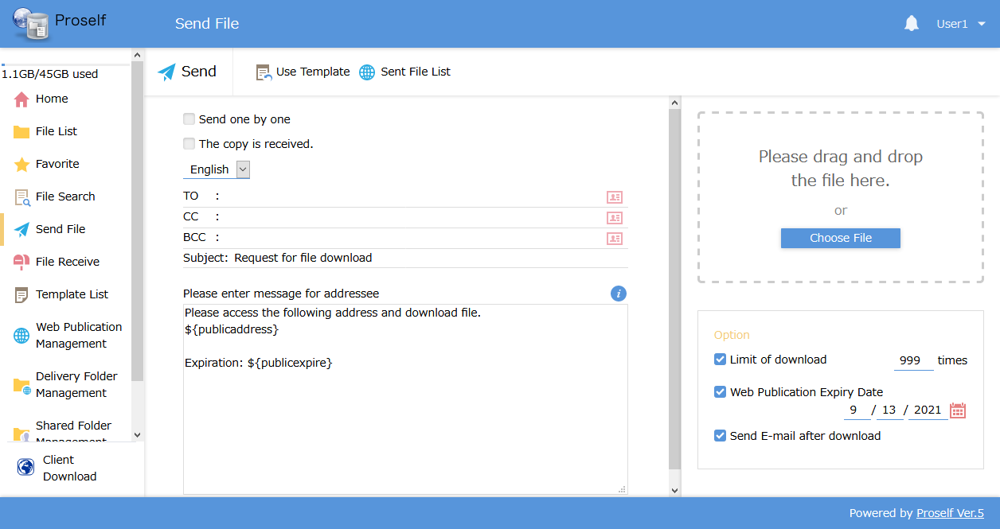 Proself
Send File
User1
1.1GB/45GB used
Home
File List
Favorite
File Search
Send File
File Receive
Template List
Web Publication
Management
Delivery Folder
Management
Shared Folder
Management
Client
Download
Send
Use Template
Sent File List
Send one by one
The copy is received.
English
TO :
CC :
BCC :
Subject: Request for file download
Please enter message for addressee
i
Please access the following address and download file.
${publicaddress}
Expiration: ${publicexpire}
Please drag and drop
the file here.
or
Choose File
Option
Limit of download 999 times
Web Publication Expiry Date
9 / 13 / 2021
Send E-mail after download
Powered by Proself Ver.5